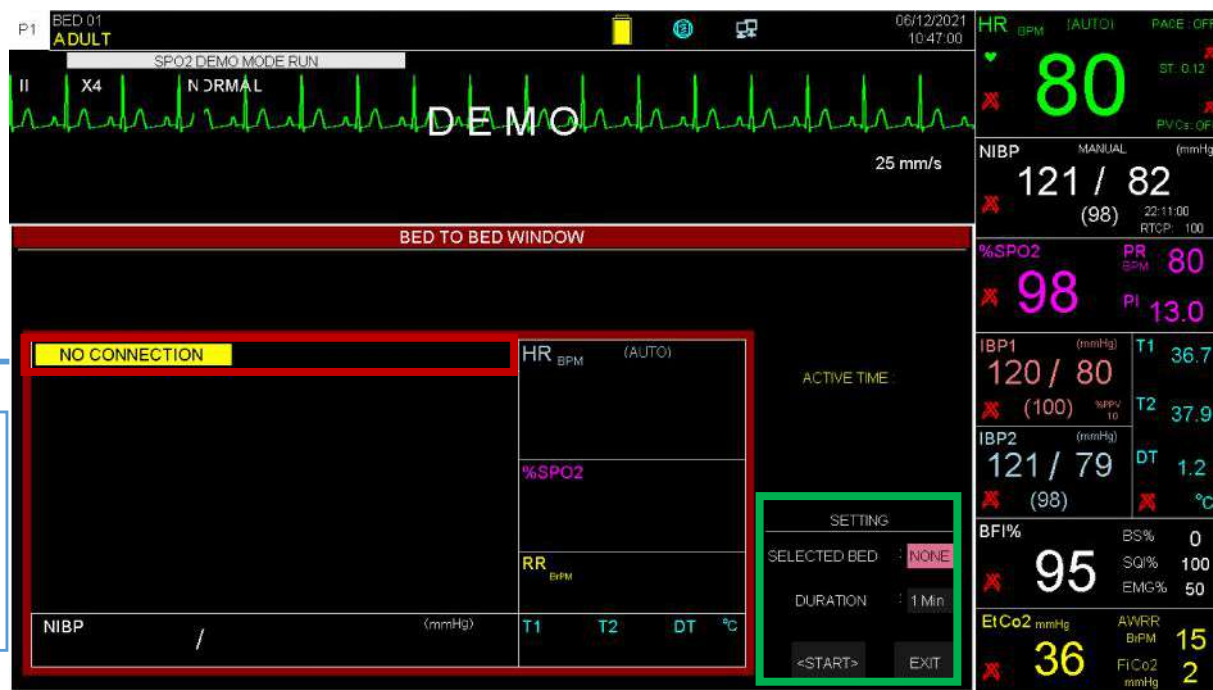 P1 BED 01 ADULT 06/12/2021 10:47:00
SPO2 DEMO MODE RUN
II X4 NORMAL
DEMO
25 mm/s
BED TO BED WINDOW
NO CONNECTION
HR BPM (AUTO)
ACTIVE TIME :
%SPO2
RR BrPM
NIBP / (mmHg)
T1 T2 DT °C
SETTING
SELECTED BED : NONE
DURATION : 1 Min
<START> EXIT
HR BPM (AUTO) PACE : OFF
80
ST: 0.12
PVCs: OFF
NIBP MANUAL (mmHg)
121 / 82
(98) 22:11:00
RTCP: 100
%SPO2 PR BPM 80
98 PI 13.0
IBP1 (mmHg) T1 36.7
120 / 80
(100) %PPV 10 T2 37.9
IBP2 (mmHg)
121 / 79 DT 1.2
(98) °C
BFI% BS% 0
95 SQI% 100
EMG% 50
EtCo2 mmHg AWRR BrPM 15
36 FiCo2 mmHg 2